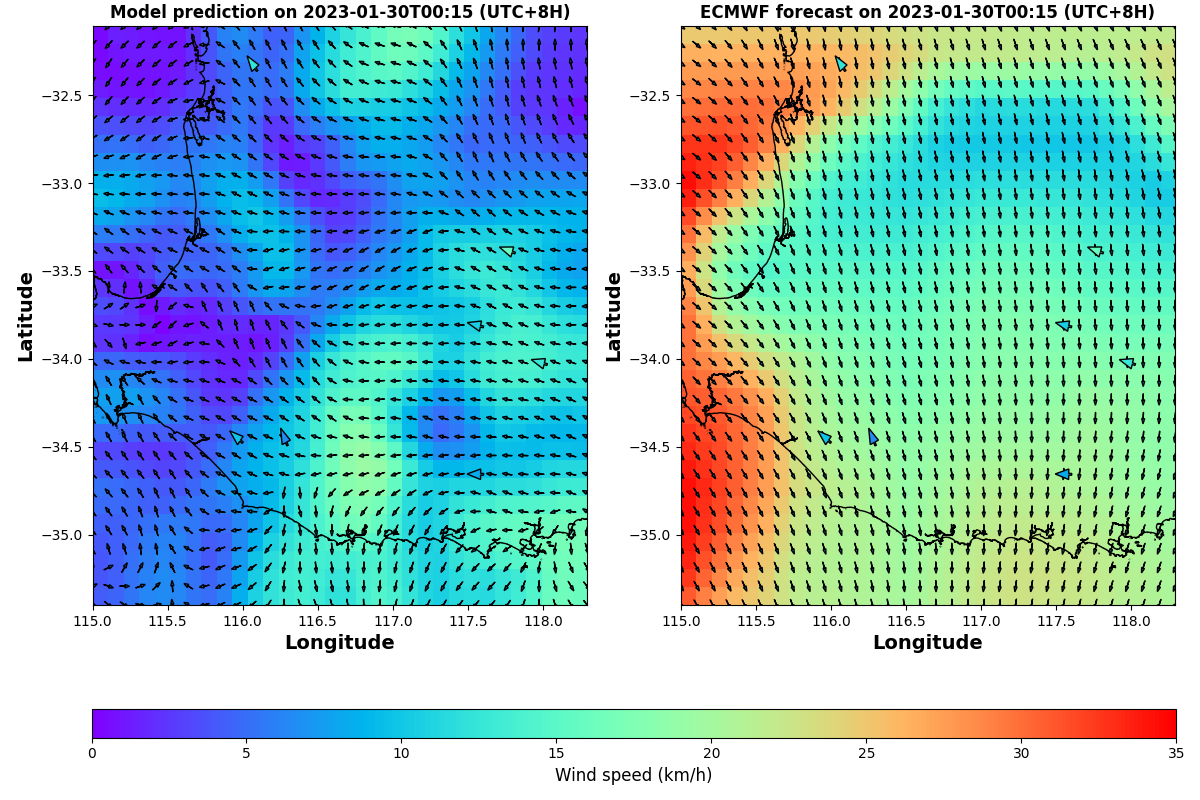 Model prediction on 2023-01-30T00:15 (UTC+8H)
ECMWF forecast on 2023-01-30T00:15 (UTC+8H)
Latitude
−32.5
−33.0
−33.5
−34.0
−34.5
−35.0
115.0 115.5 116.0 116.5 117.0 117.5 118.0
Longitude
Latitude
−32.5
−33.0
−33.5
−34.0
−34.5
−35.0
115.0 115.5 116.0 116.5 117.0 117.5 118.0
Longitude
0 5 10 15 20 25 30 35
Wind speed (km/h)